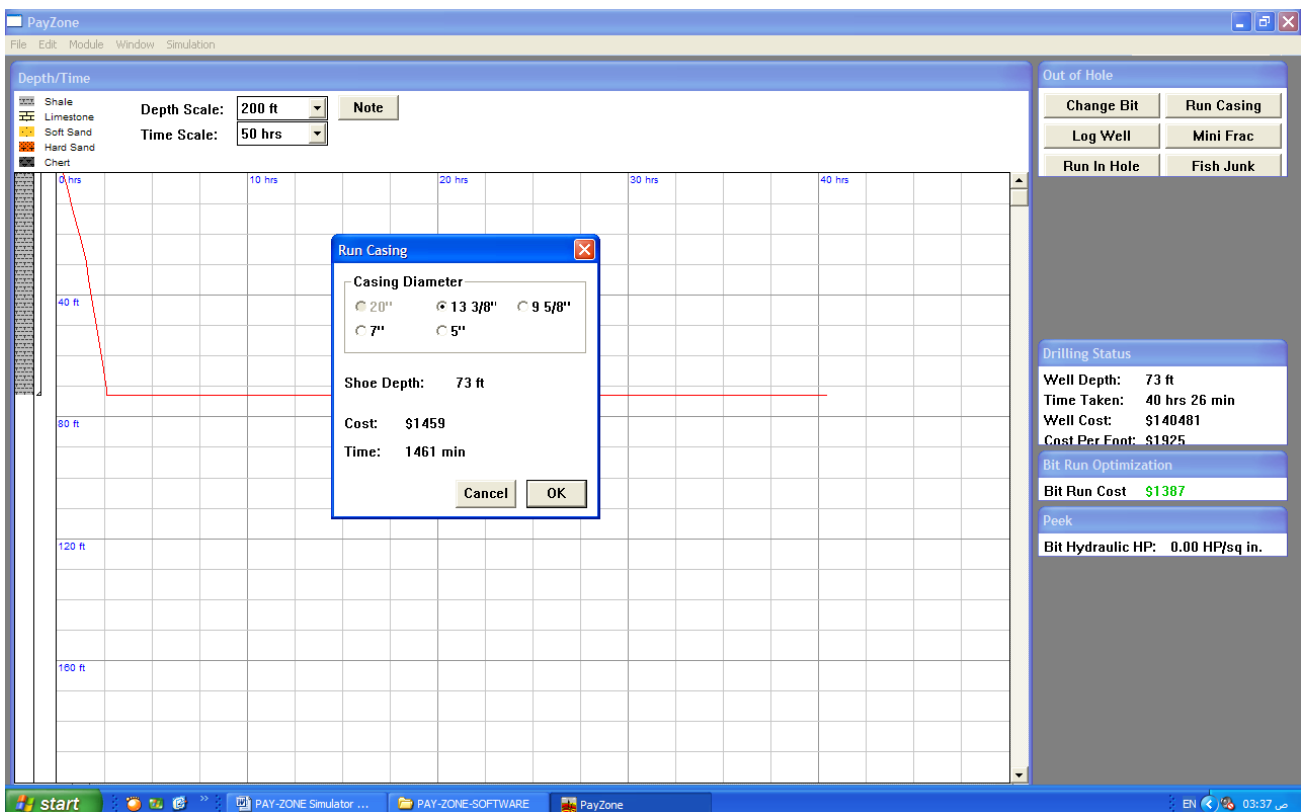 PayZone
File Edit Module Window Simulation
Depth/Time
Shale
Limestone
Soft Sand
Hard Sand
Chert
Depth Scale: 200 ft
Time Scale: 50 hrs
Note
0 hrs 10 hrs 20 hrs 30 hrs 40 hrs
40 ft
80 ft
120 ft
160 ft
Run Casing
Casing Diameter
20" 13 3/8" 9 5/8"
7" 5"
Shoe Depth: 73 ft
Cost: $1459
Time: 1461 min
Cancel OK
Out of Hole
Change Bit Run Casing
Log Well Mini Frac
Run In Hole Fish Junk
Drilling Status
Well Depth: 73 ft
Time Taken: 40 hrs 26 min
Well Cost: $140481
Cost Per Foot: $1925
Bit Run Optimization
Bit Run Cost $1387
Peek
Bit Hydraulic HP: 0.00 HP/sq in.
start » PAY-ZONE Simulator ... PAY-ZONE-SOFTWARE PayZone EN 03:37 ص